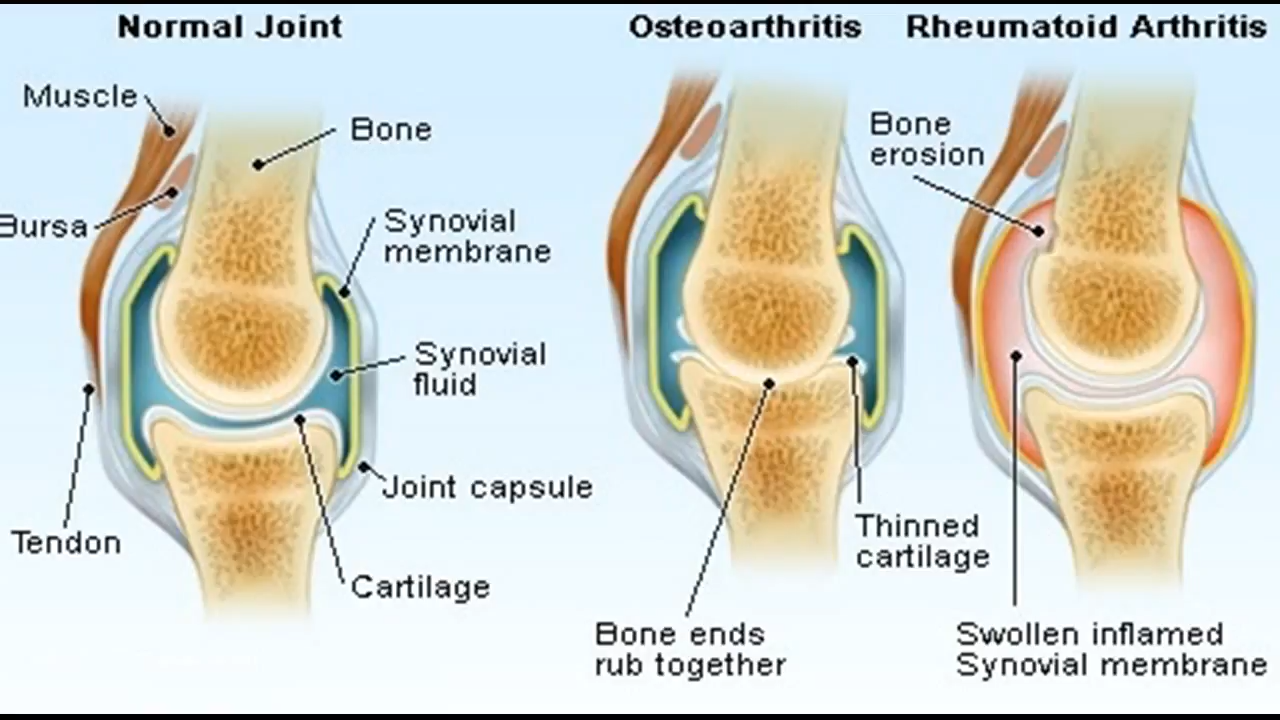 Normal Joint
Osteoarthritis
Rheumatoid Arthritis
Muscle
Bone
Bursa
Synovial
membrane
Synovial
fluid
Joint capsule
Tendon
Cartilage
Bone ends
rub together
Thinned
cartilage
Bone
erosion
Swollen inflamed
Synovial membrane